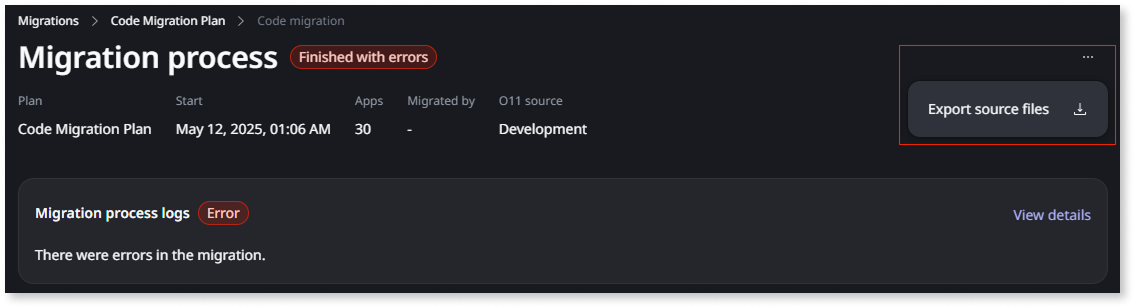 Migrations > Code Migration Plan > Code migration
Migration process Finished with errors
...
Export source files
Plan Start Apps Migrated by O11 source
Code Migration Plan May 12, 2025, 01:06 AM 30 - Development
Migration process logs Error
View details
There were errors in the migration.